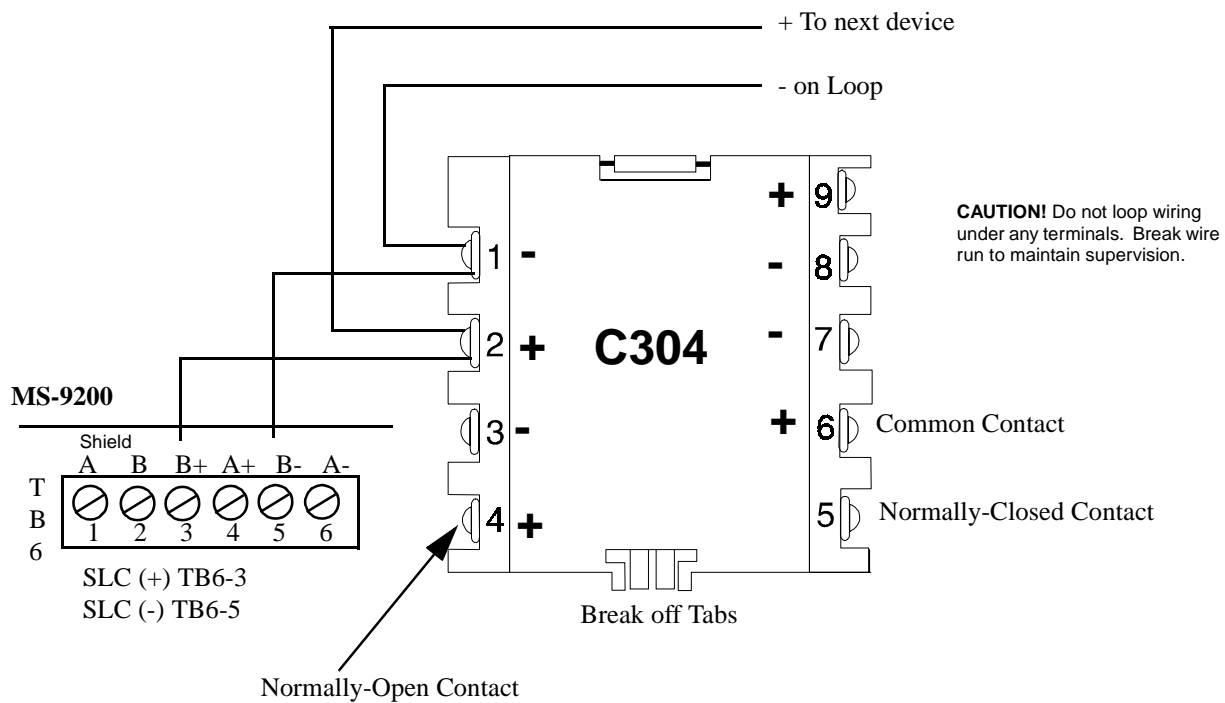 + To next device
- on Loop
CAUTION! Do not loop wiring
under any terminals. Break wire
run to maintain supervision.
+ 9
1 -
- 8
2 +
C304
- 7
3 -
+ 6 Common Contact
4 +
5 Normally-Closed Contact
MS-9200
Shield
A B B+ A+ B- A-
T
B
6
1 2 3 4 5 6
SLC (+) TB6-3
SLC (-) TB6-5
Break off Tabs
Normally-Open Contact